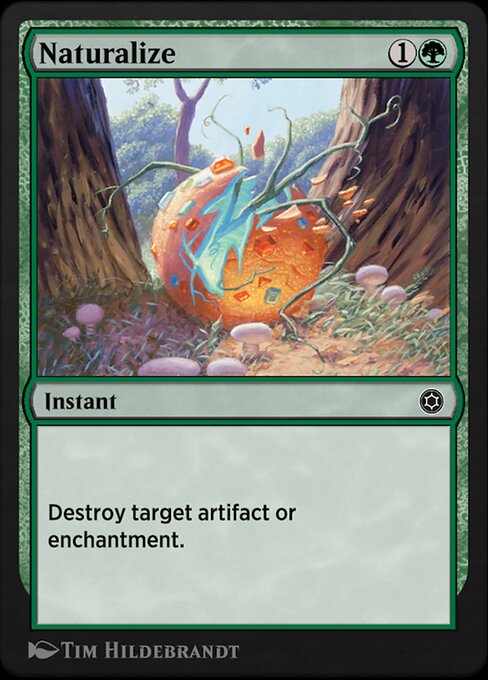 Naturalize 1
Instant
Destroy target artifact or
enchantment.
Tim Hildebrandt